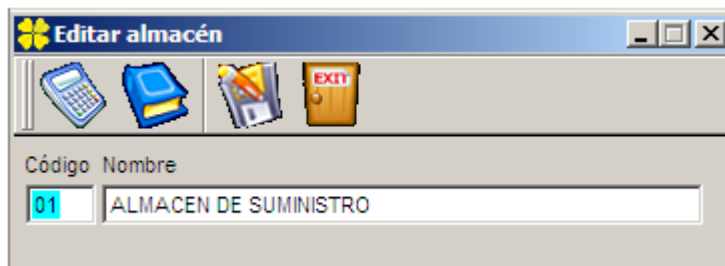 Editar almacén
EXIT
Código Nombre
01 ALMACEN DE SUMINISTRO